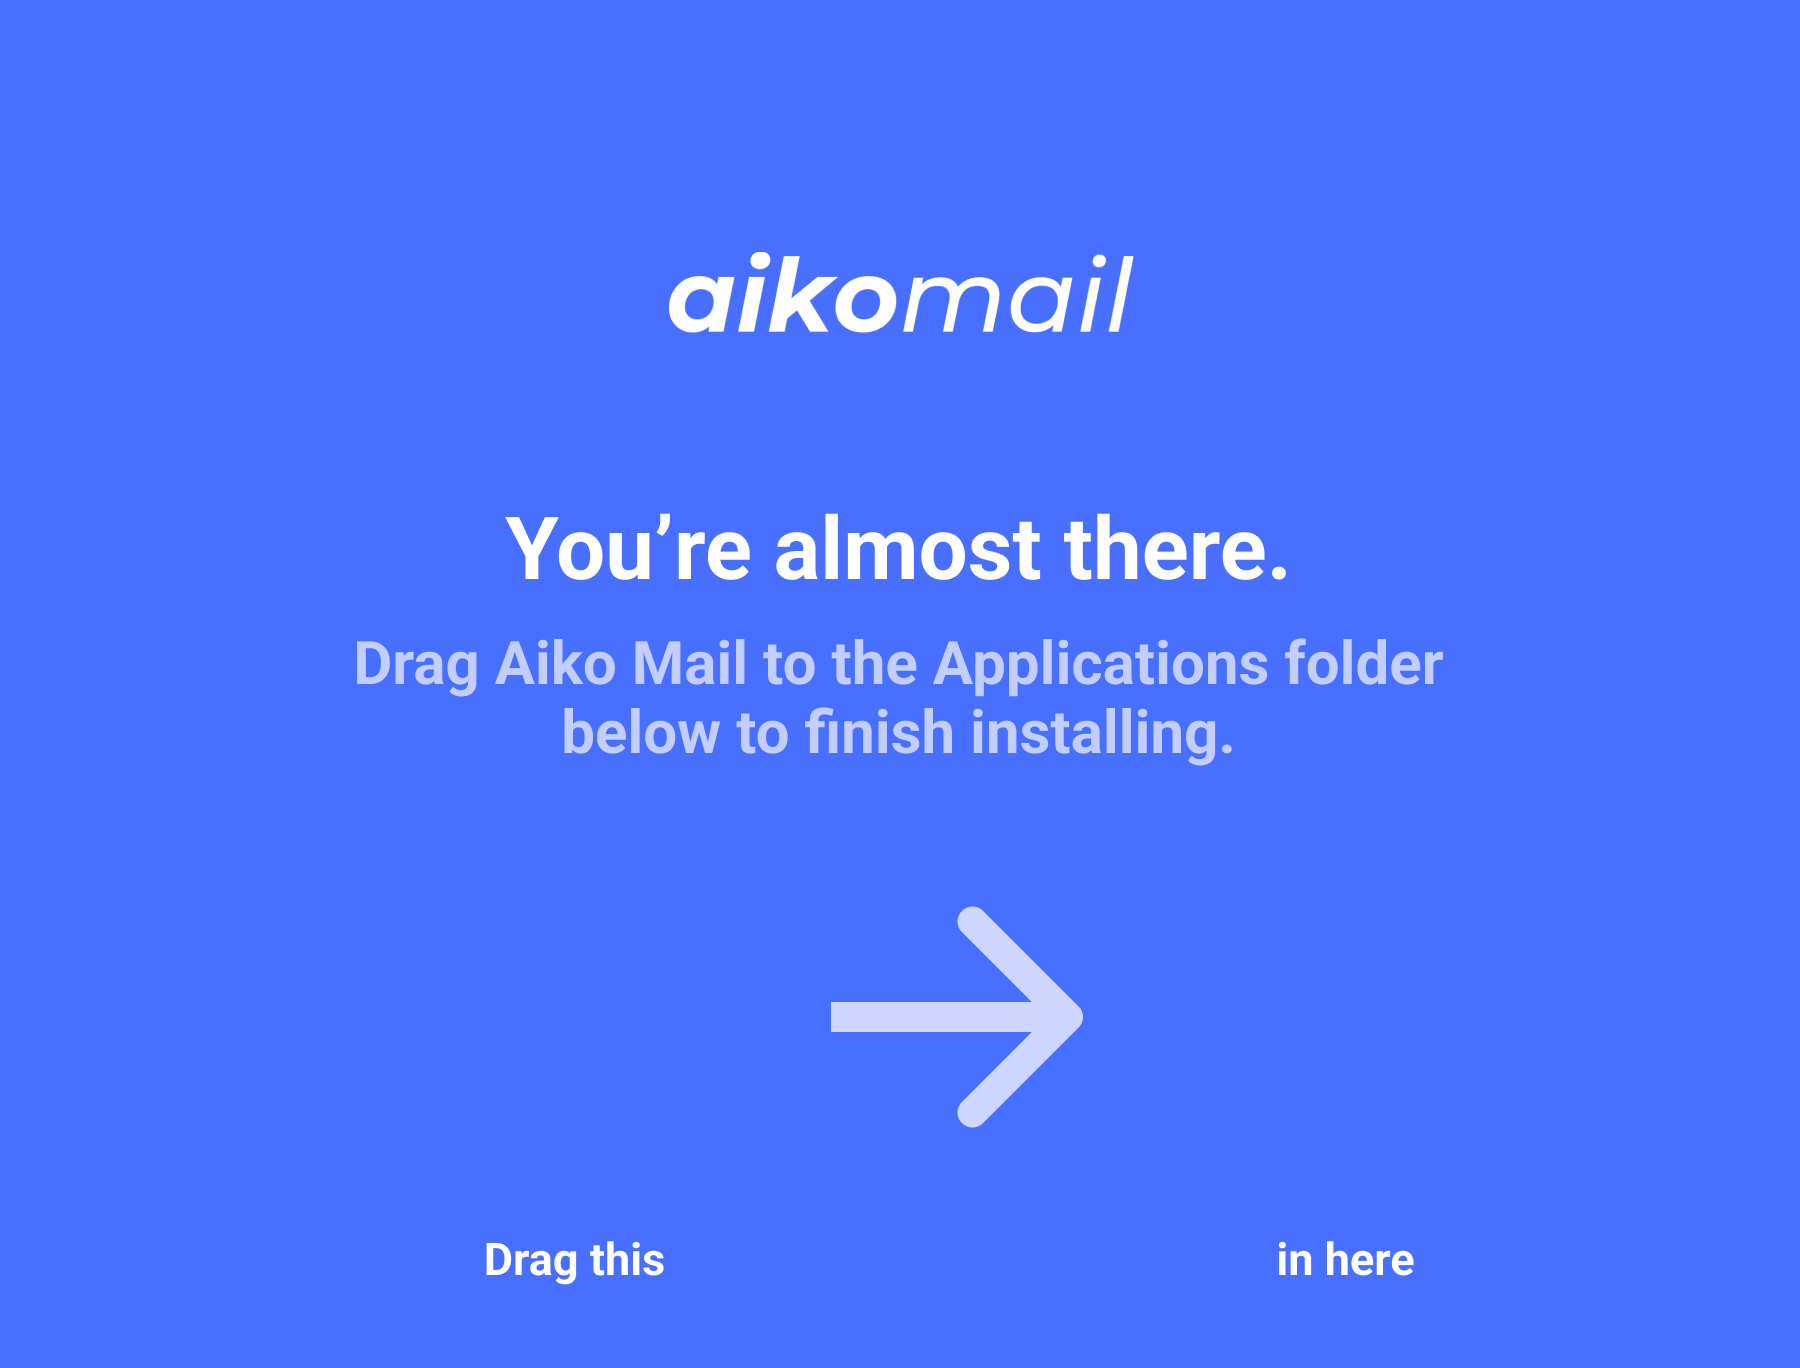 aikomail
You’re almost there.
Drag Aiko Mail to the Applications folder
below to finish installing.
Drag this
in here